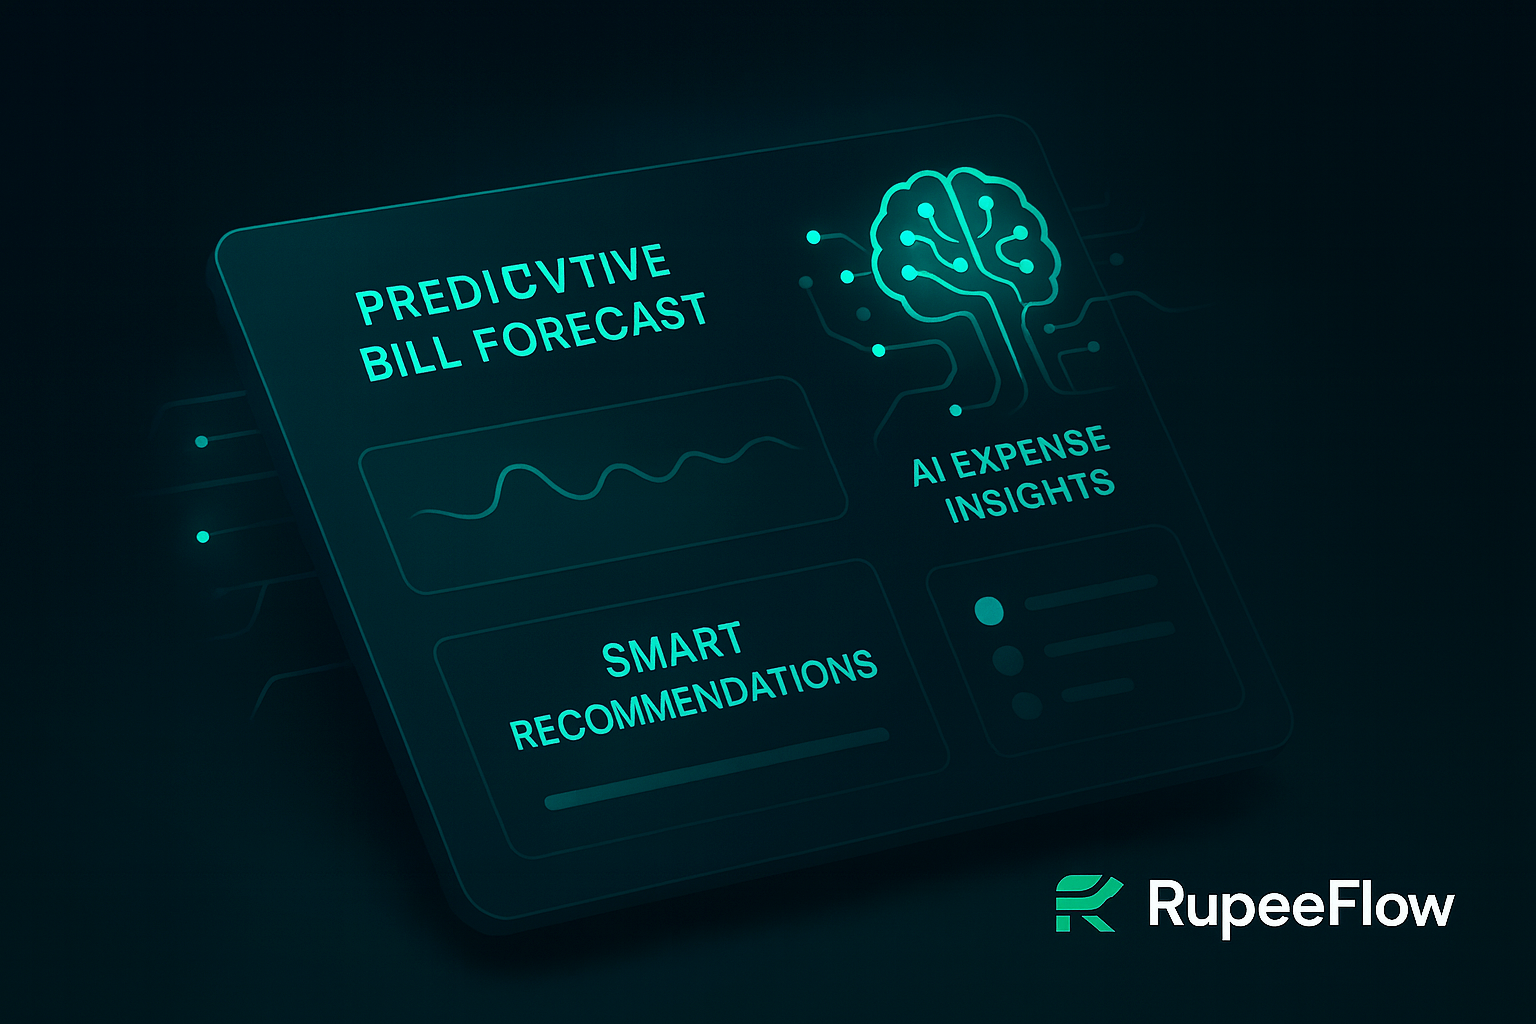 PREDICVTIVE
BILL FORECAST
AI EXPENSE
INSIGHTS
SMART
RECOMMENDATIONS
RupeeFlow